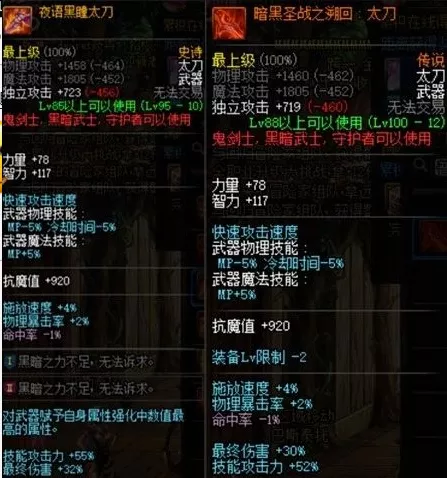 夜语黑瞳太刀
最上级 (100%)
史诗
物理攻击 +1458 (-464)
太刀
魔法攻击 +1805 (-452)
武器
独立攻击 +723 (-456)
无法交易
Lv85以上可以使用 (Lv95 - 10)
鬼剑士, 黑暗武士, 守护者可以使用
力量 +78
智力 +117
快速攻击速度
武器物理技能 :
MP-5% 冷却时间-5%
武器魔法技能 :
MP+5%
抗魔值 +920
施放速度 +4%
物理暴击率 +2%
命中率 -1%
I 黑暗之力不足, 无法诉求。
II 黑暗之力不足, 无法诉求。
对武器赋予自身属性强化中数值最
高的属性。
技能攻击力 +55%
最终伤害 +32%
暗黑圣战之溯回 : 太刀
最上级 (100%)
传说
物理攻击 +1460 (-462)
太刀
魔法攻击 +1805 (-452)
武器
独立攻击 +719 (-460)
无法交易
Lv88以上可以使用 (Lv100 - 12)
鬼剑士, 黑暗武士, 守护者可以使用
力量 +78
智力 +117
快速攻击速度
武器物理技能 :
MP-5% 冷却时间-5%
武器魔法技能 :
MP+5%
抗魔值 +920
装备Lv限制 -2
施放速度 +4%
物理暴击率 +2%
命中率 -1%
最终伤害 +30%
技能攻击力 +52%